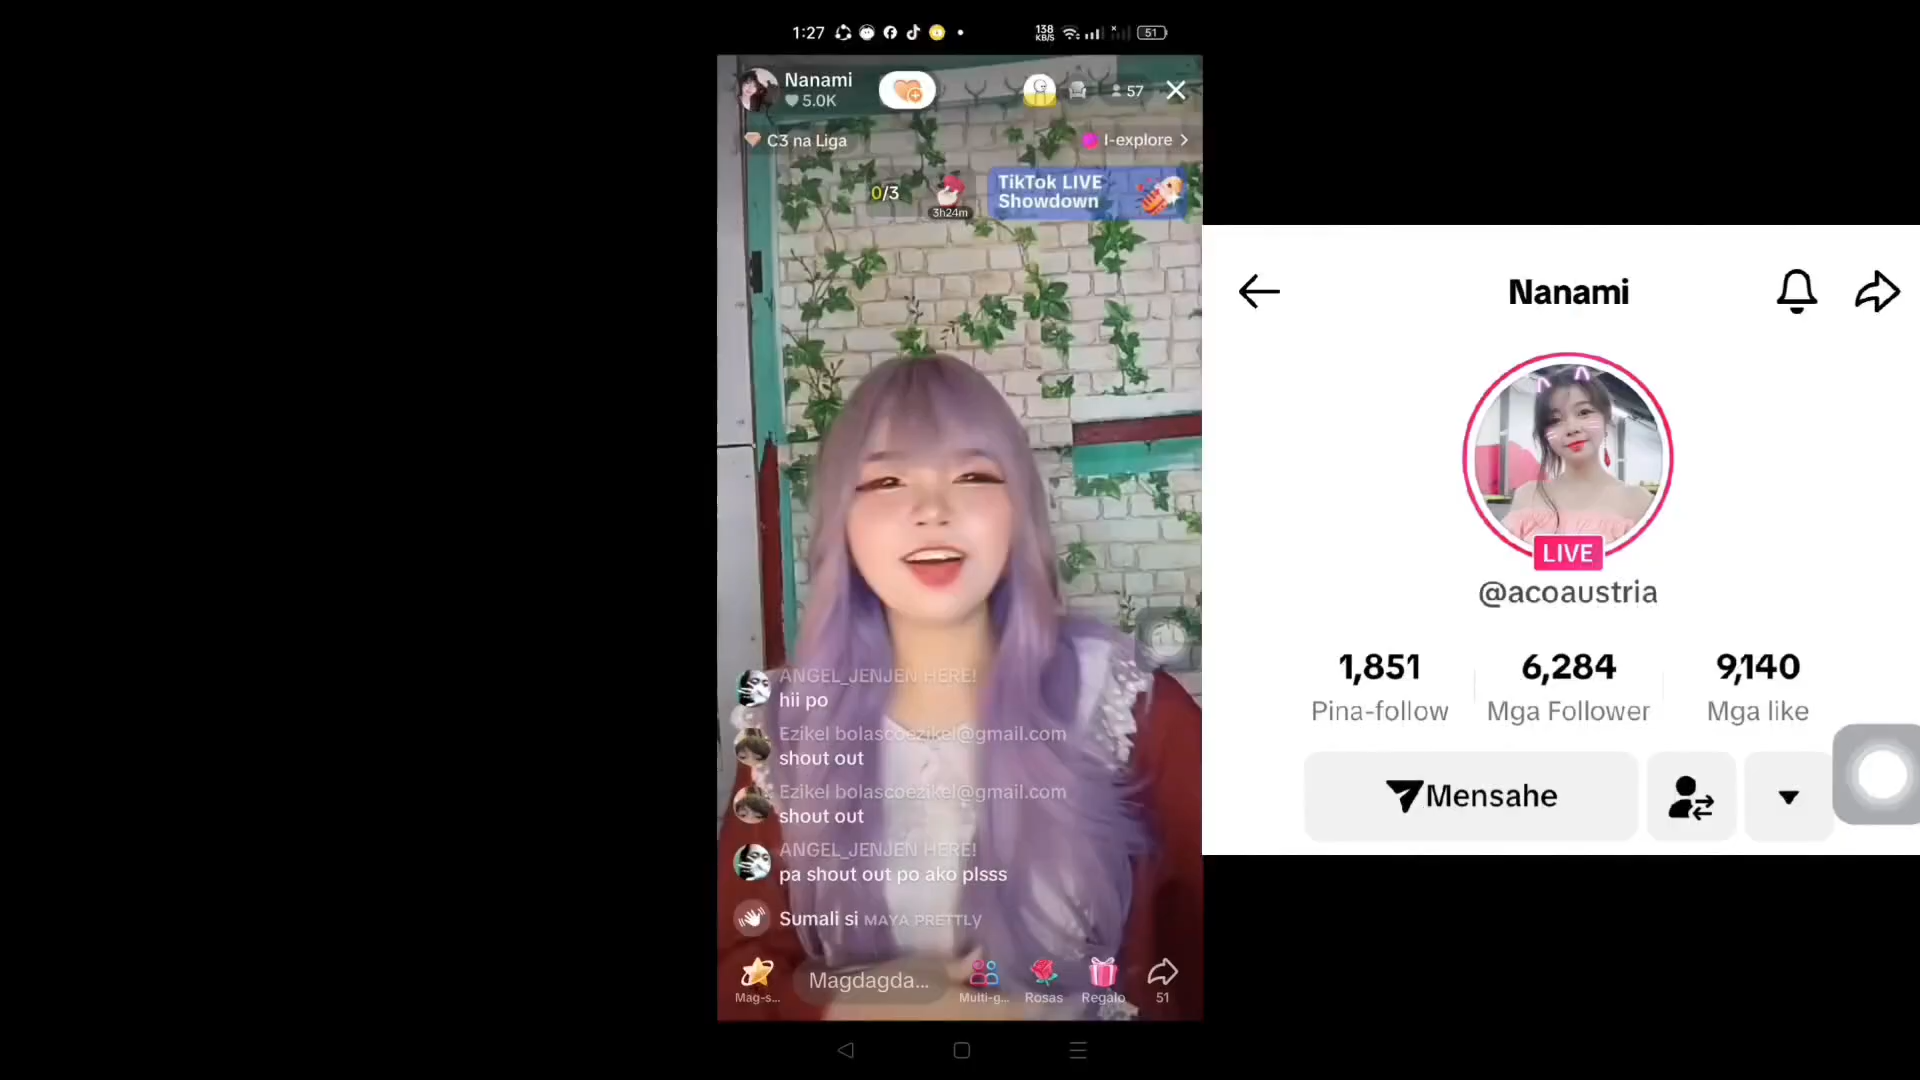 1:27
138
KB/S
51
Nanami
5.0K
57
C3 na Liga
I-explore
0/3
3h24m
TikTok LIVE
Showdown
ANGEL_JENJEN HERE!
hii po
Ezikel bolascoezikel@gmail.com
shout out
Ezikel bolascoezikel@gmail.com
shout out
ANGEL_JENJEN HERE!
pa shout out po ako plsss
Sumali si MAYA PRETTLY
Magdagda...
Mag-s...
Multi-g...
Rosas
Regalo
51
Nanami
LIVE
@acoaustria
1,851
6,284
9,140
Pina-follow
Mga Follower
Mga like
Mensahe